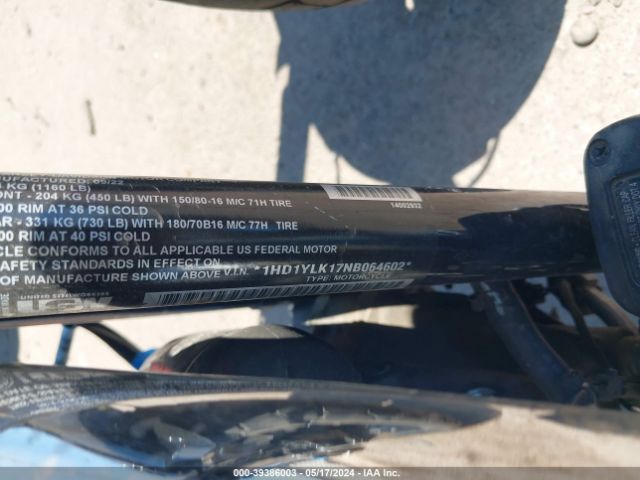 UFACTURED: 05/22
KG (1160 LB)
ONT - 204 KG (450 LB) WITH 150/80-16 M/C 71H TIRE
00 RIM AT 36 PSI COLD
AR - 331 KG (730 LB) WITH 180/70B16 M/C 77H TIRE
00 RIM AT 40 PSI COLD
CLE CONFORMS TO ALL APPLICABLE US FEDERAL MOTOR
SAFETY STANDARDS IN EFFECT ON
OF MANUFACTURE SHOWN ABOVE V.I.N. *1HD1YLK17NB064602*
TYPE: MOTORCYCLE
14002932
000-39386003 - 05/17/2024 - IAA Inc.